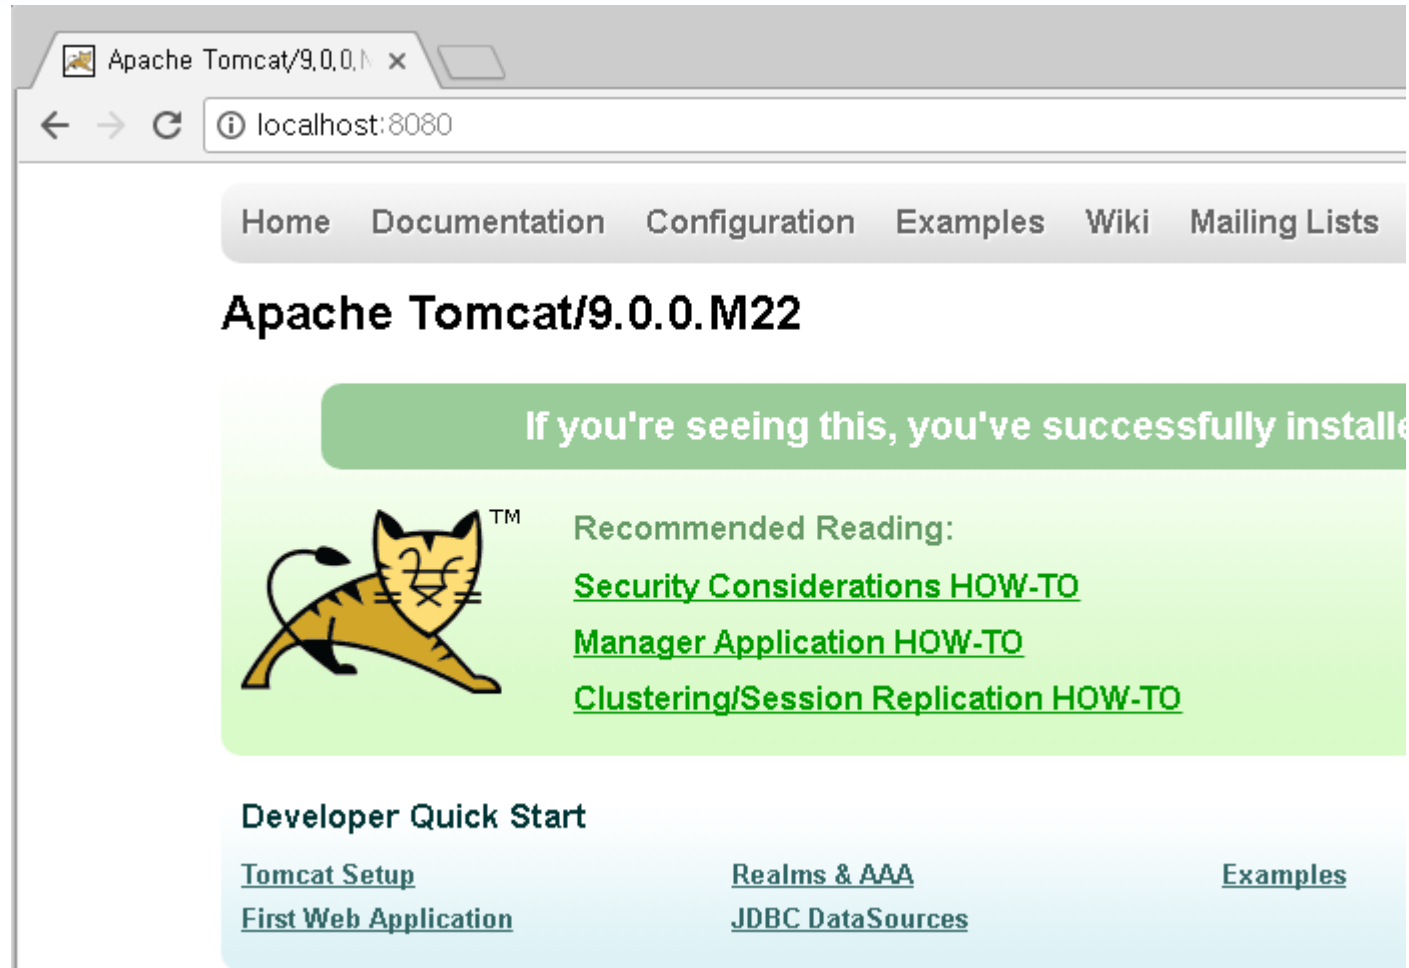 Apache Tomcat/9.0.0.M
localhost:8080
Home Documentation Configuration Examples Wiki Mailing Lists
Apache Tomcat/9.0.0.M22
If you're seeing this, you've successfully
TM
Recommended Reading:
Security Considerations HOW-TO
Manager Application HOW-TO
Clustering/Session Replication HOW-TO
Developer Quick Start
Tomcat Setup Realms & AAA Examples
First Web Application JDBC DataSources